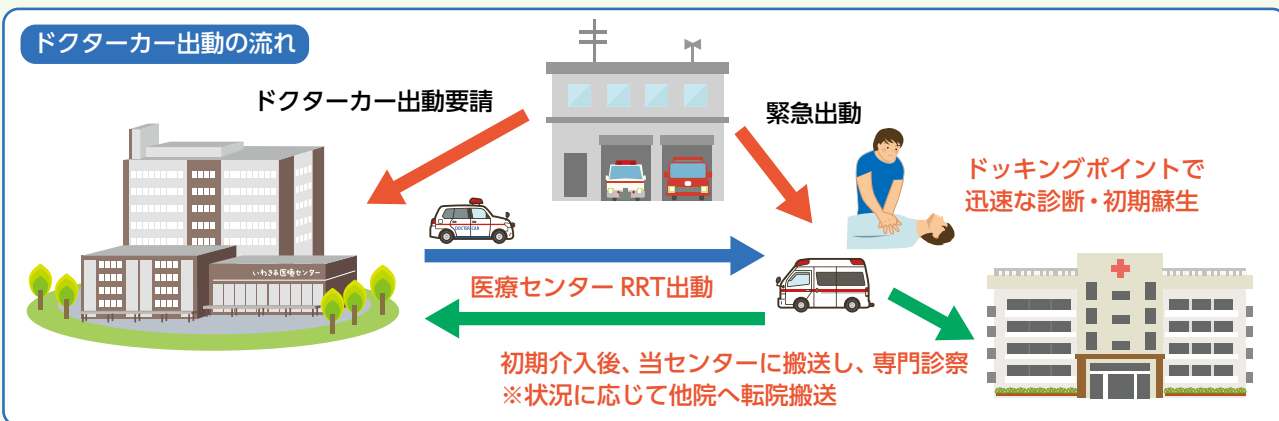 ドクターカー出動の流れ
ドクターカー出動要請
緊急出動
ドッキングポイントで
迅速な診断・初期蘇生
DOCTER CAR
いわき市医療センター
医療センター RRT出動
初期介入後、当センターに搬送し、専門診察
※状況に応じて他院へ転院搬送